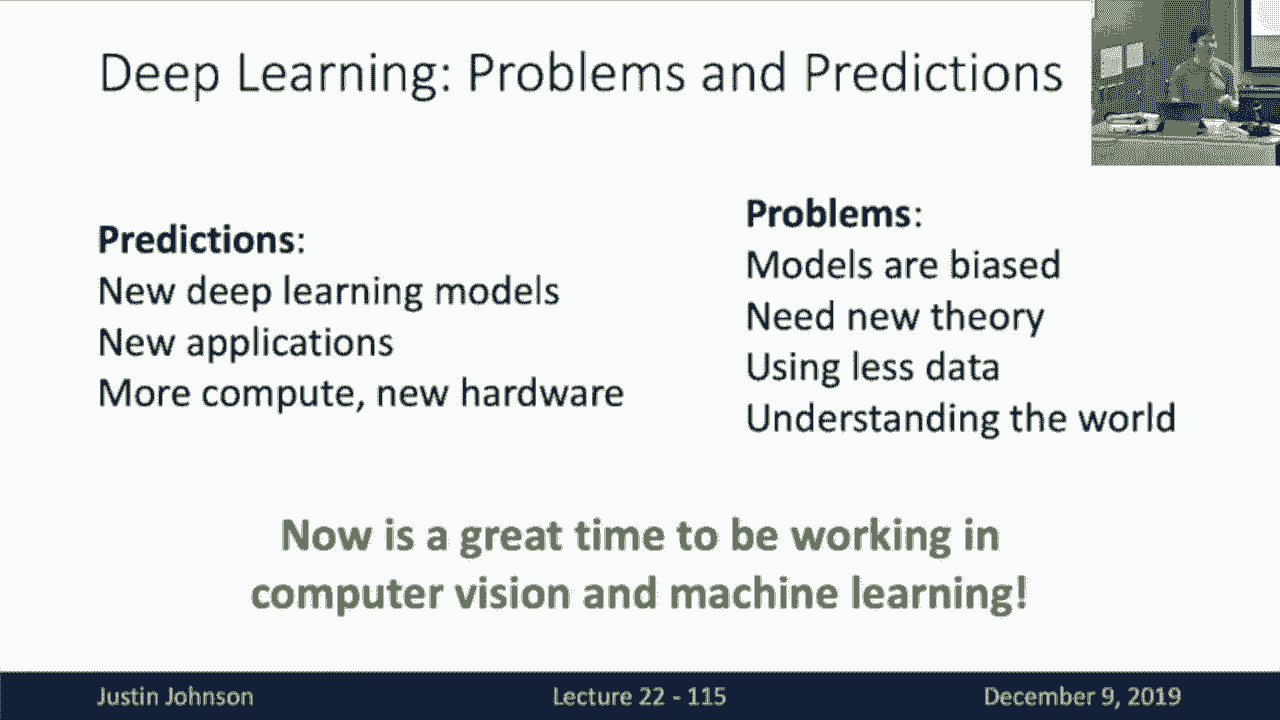 Deep Learning: Problems and Predictions
Predictions:
New deep learning models
New applications
More compute, new hardware
Problems:
Models are biased
Need new theory
Using less data
Understanding the world
Now is a great time to be working in
computer vision and machine learning!
Justin Johnson
Lecture 22 - 115
December 9, 2019